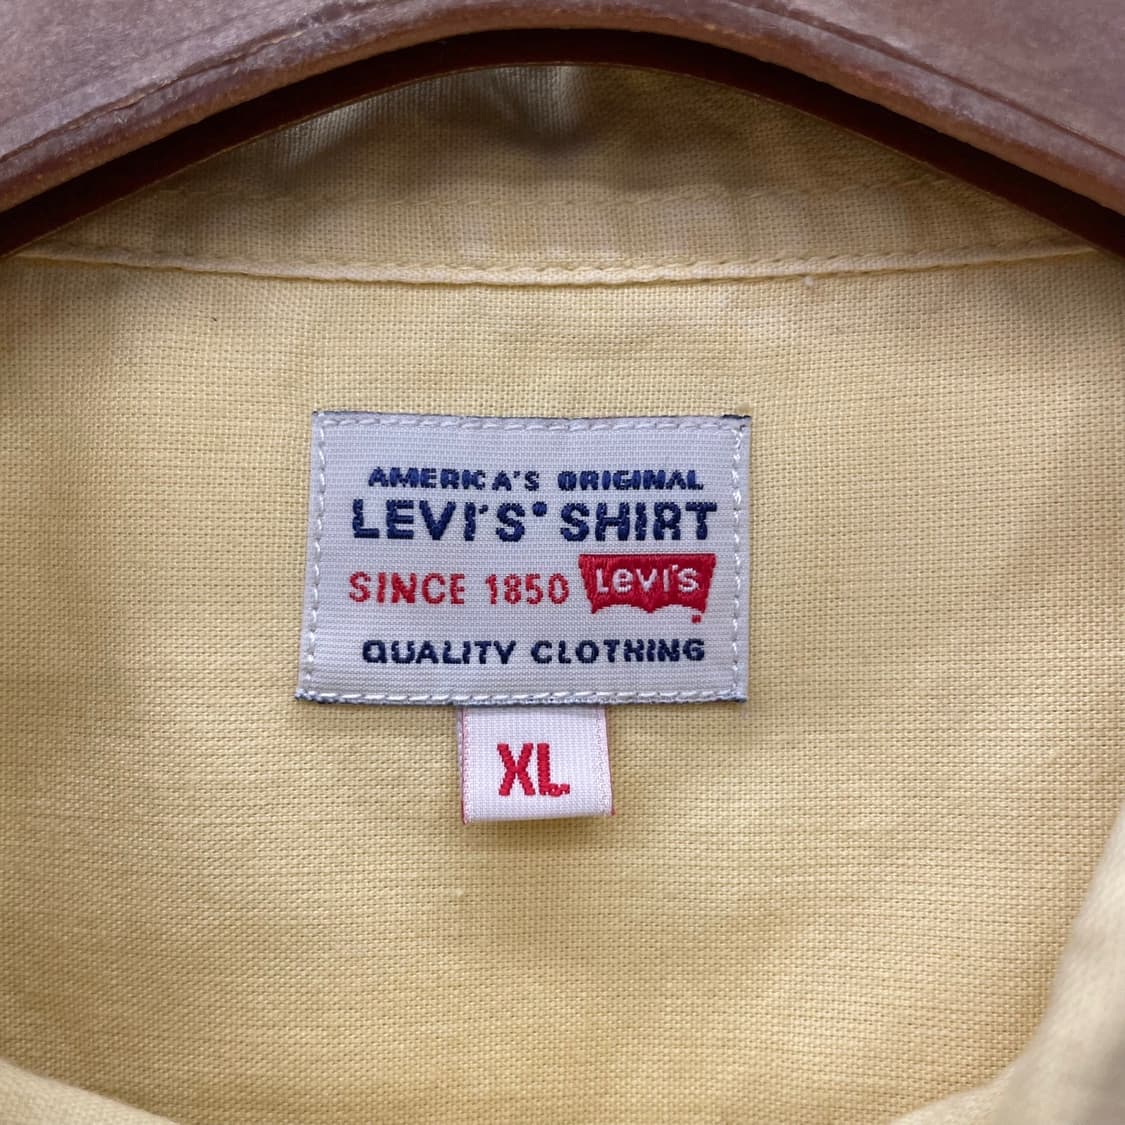 AMERICA'S ORIGINAL
LEVI'S® SHIRT
SINCE 1850 LEVI'S
QUALITY CLOTHING
XL